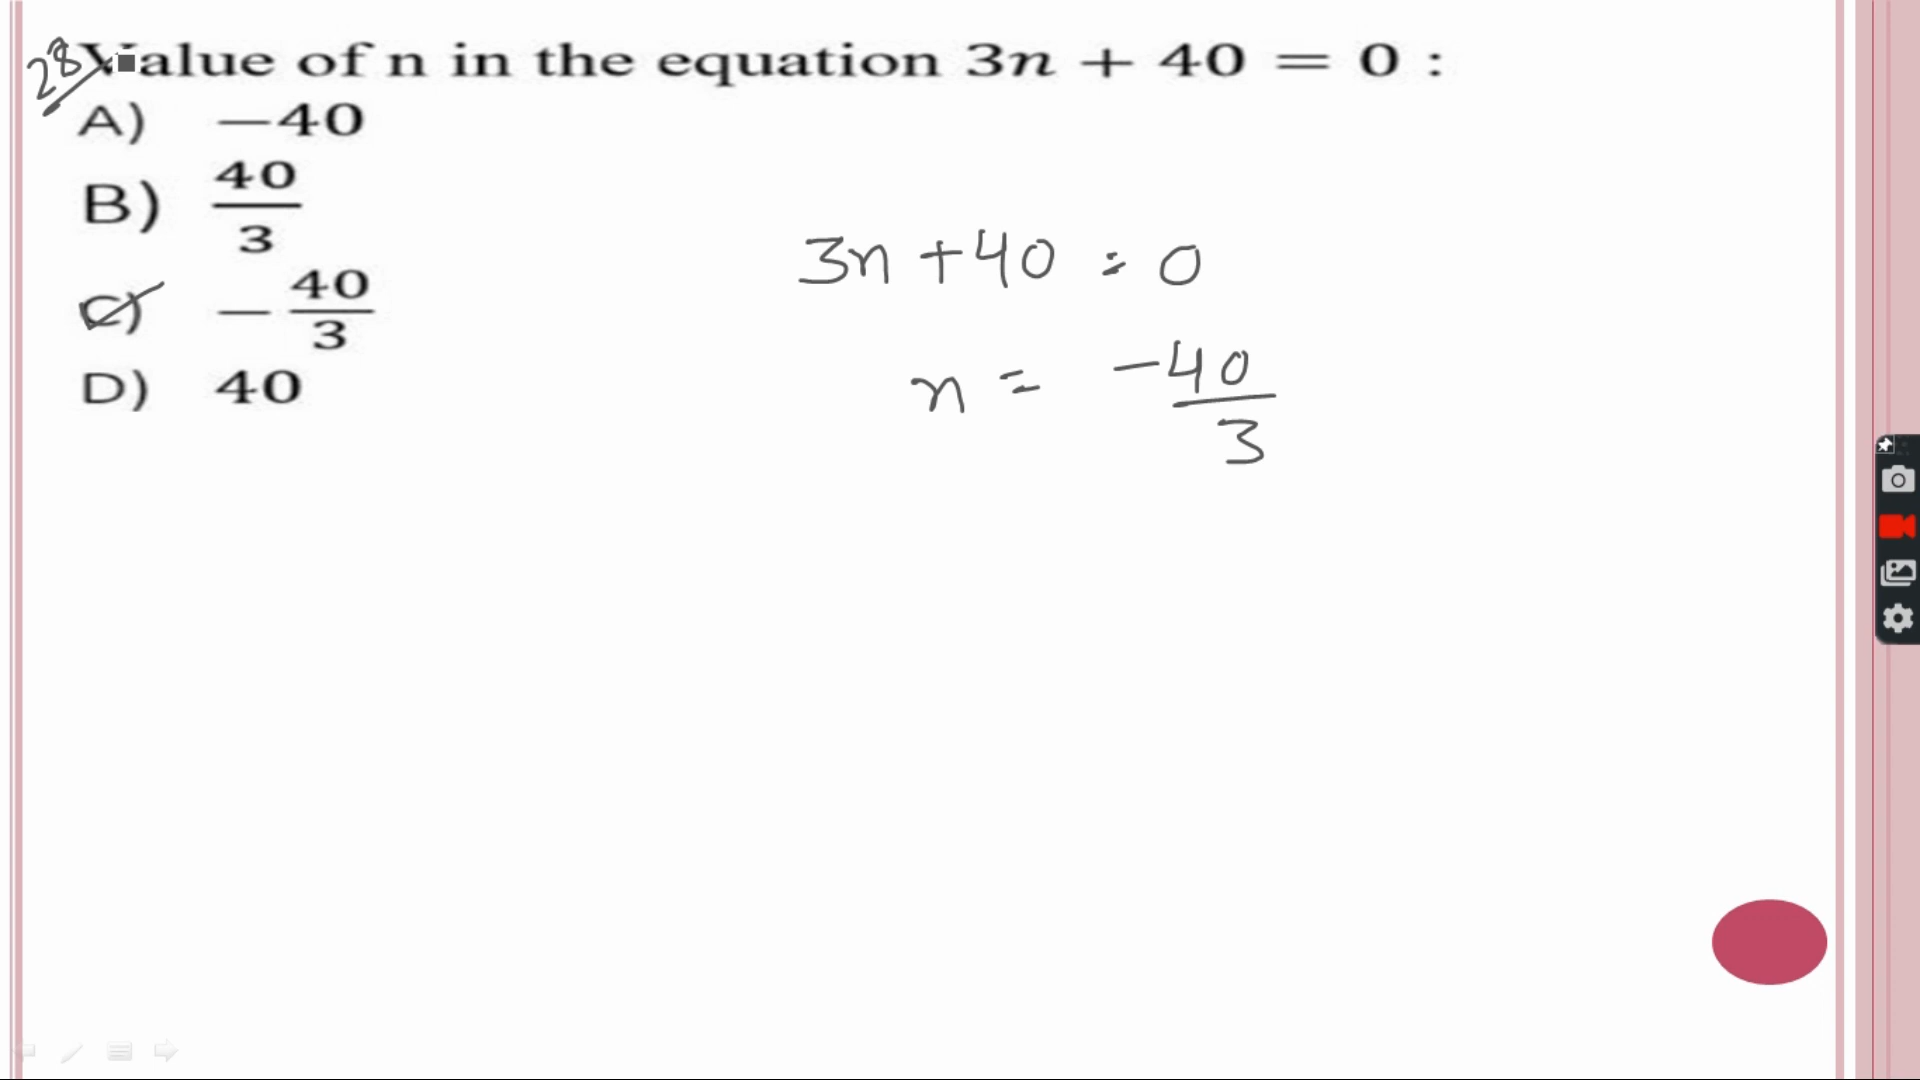 28 Value of n in the equation 3n + 40 = 0 :
A) −40
B) 40/3
C) −40/3
D) 40
3n + 40 = 0
n = −40/3